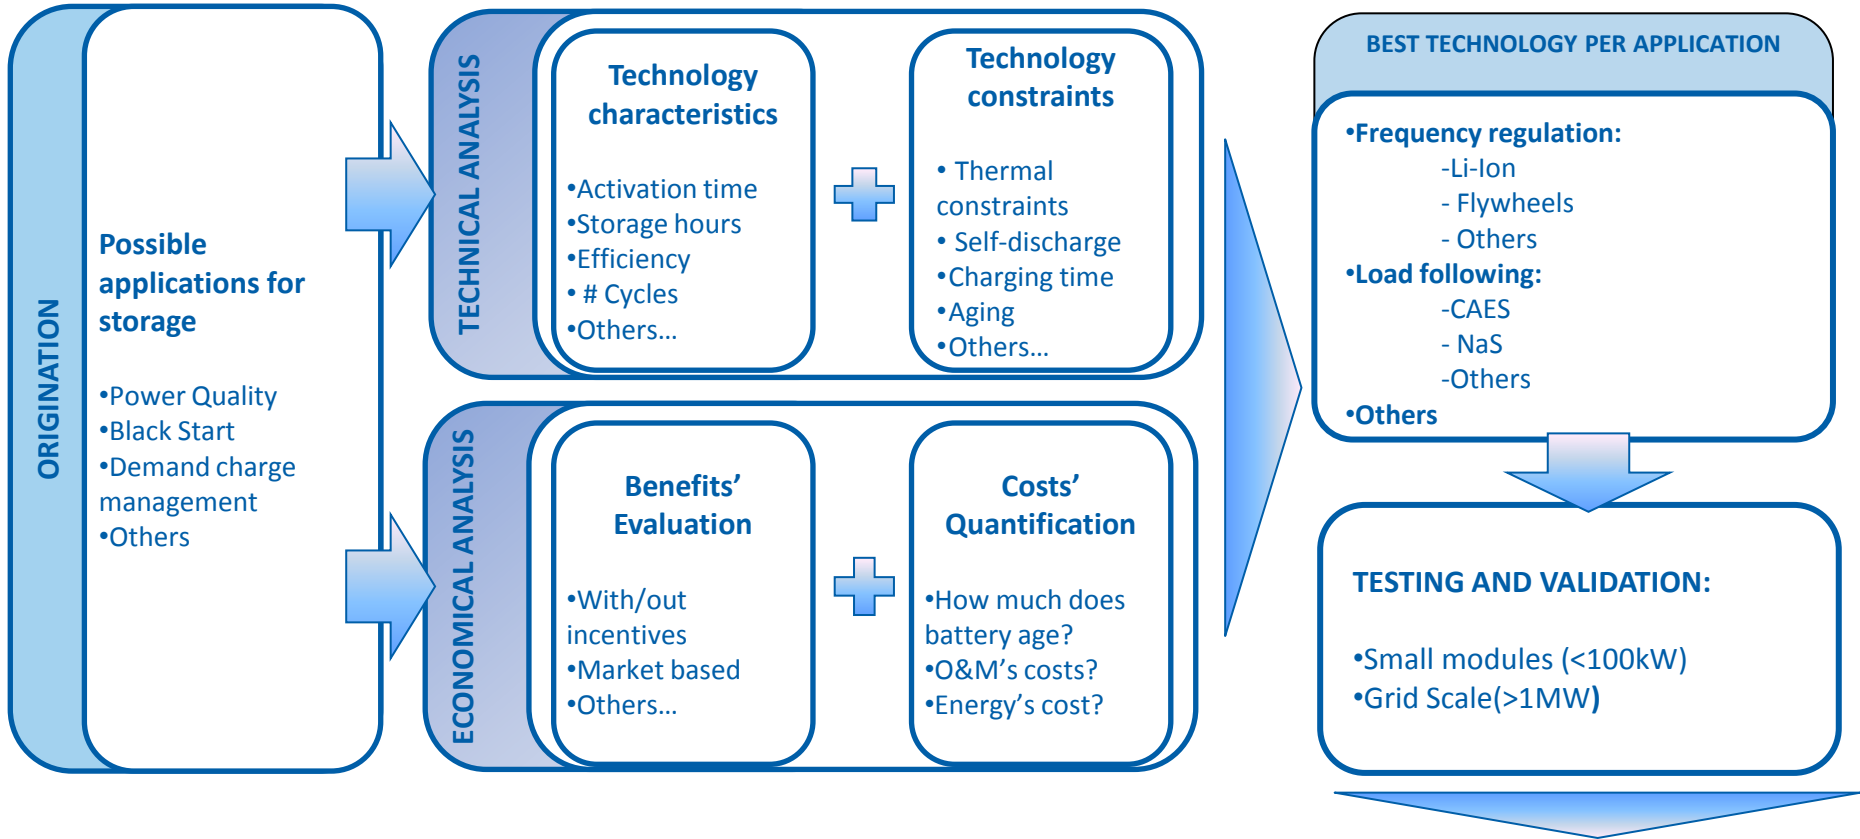 ORIGINATION
Possible
applications for
storage
•Power Quality
•Black Start
•Demand charge
management
•Others
TECHNICAL ANALYSIS
Technology
characteristics
•Activation time
•Storage hours
•Efficiency
• # Cycles
•Others…
Technology
constraints
• Thermal
constraints
• Self-discharge
•Charging time
•Aging
•Others…
ECONOMICAL ANALYSIS
Benefits’
Evaluation
•With/out
incentives
•Market based
•Others…
Costs’
Quantification
•How much does
battery age?
•O&M’s costs?
•Energy’s cost?
BEST TECHNOLOGY PER APPLICATION
•Frequency regulation:
-Li-Ion
- Flywheels
- Others
•Load following:
-CAES
- NaS
-Others
•Others
TESTING AND VALIDATION:
•Small modules (<100kW)
•Grid Scale(>1MW)